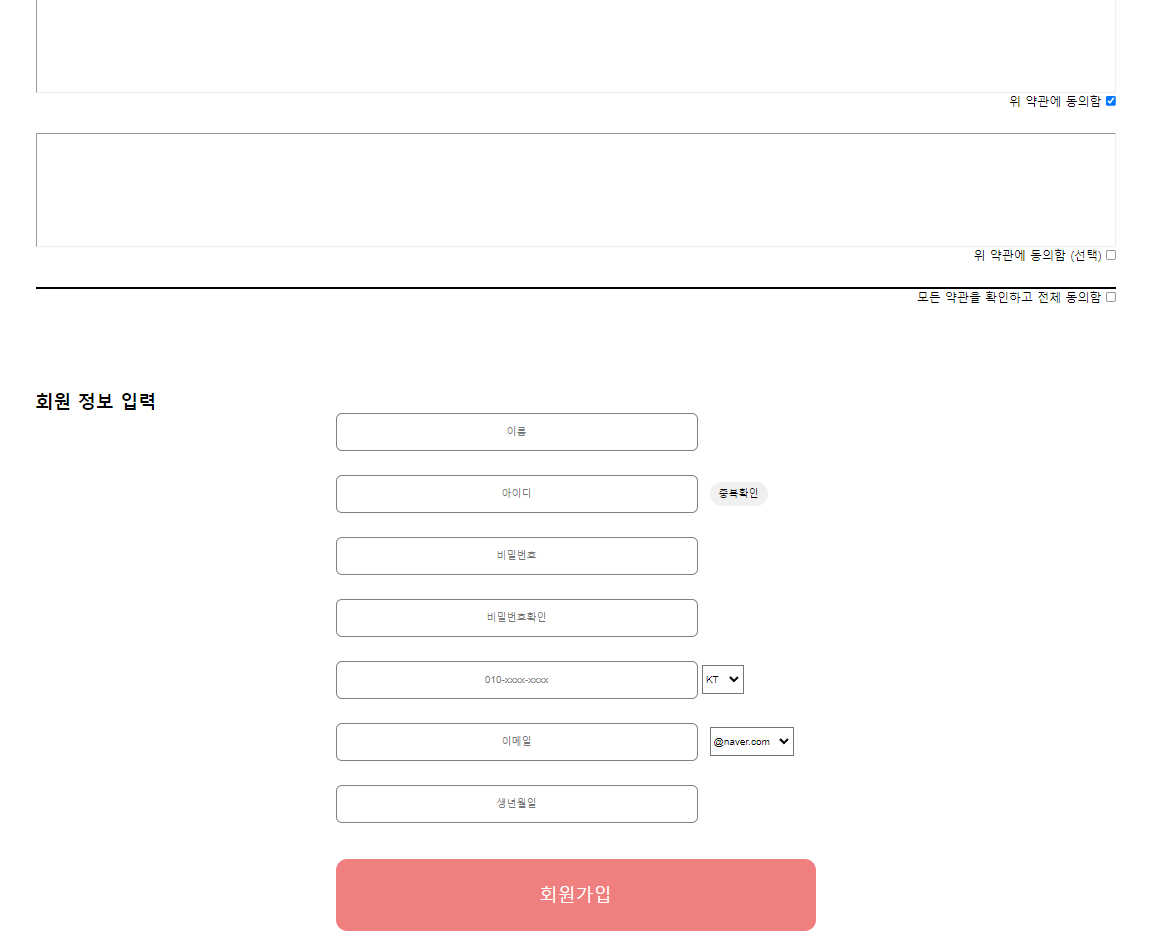 위 약관에 동의함
위 약관에 동의함 (선택)
모든 약관을 확인하고 전체 동의함
회원 정보 입력
이름
아이디 중복확인
비밀번호
비밀번호확인
010-xxxx-xxxx KT
이메일 @naver.com
생년월일
회원가입